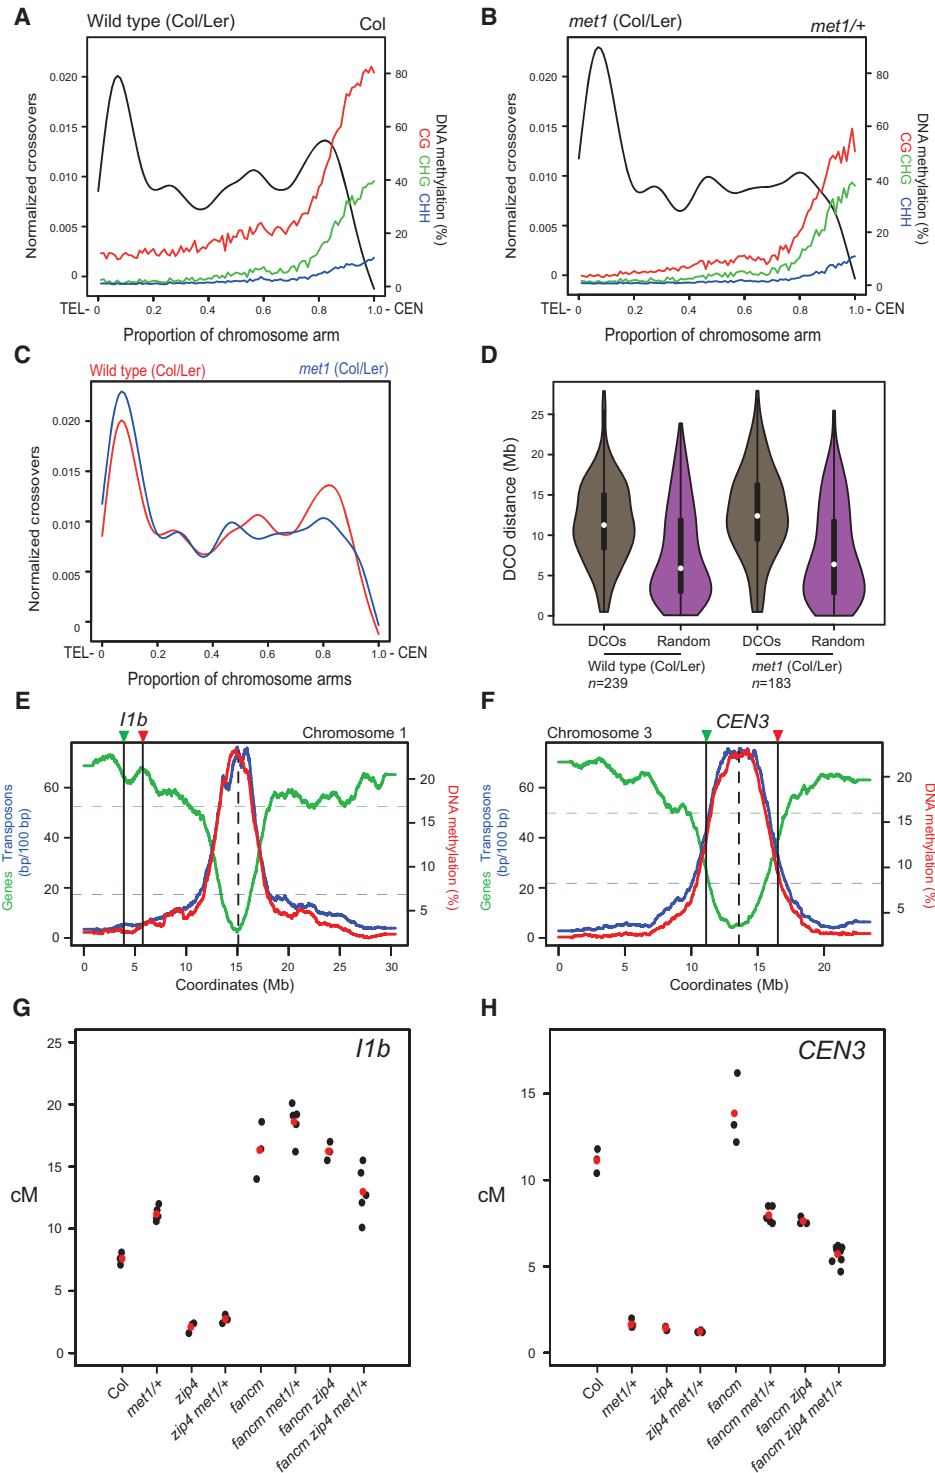 A
Wild type (Col/Ler)
Col
Normalized crossovers
0.020
0.015
0.010
0.005
0
80
60
40
20
0
DNA methylation (%)
CG CHG CHH
TEL- 0 0.2 0.4 0.6 0.8 1.0 - CEN
Proportion of chromosome arm
B
met1 (Col/Ler)
met1/+
Normalized crossovers
0.020
0.015
0.010
0.005
0
80
60
40
20
0
DNA methylation (%)
CG CHG CHH
TEL- 0 0.2 0.4 0.6 0.8 1.0 - CEN
Proportion of chromosome arm
C
Wild type (Col/Ler)
met1 (Col/Ler)
Normalized crossovers
0.020
0.015
0.010
0.005
0
TEL- 0 0.2 0.4 0.6 0.8 1.0 - CEN
Proportion of chromosome arms
D
DCO distance (Mb)
25
20
15
10
5
0
DCOs Random DCOs Random
Wild type (Col/Ler)
n=239
met1 (Col/Ler)
n=183
E
I1b
Chromosome 1
Genes Transposons
(bp/100 bp)
60
40
20
0
20
15
10
5
DNA methylation (%)
0 5 10 15 20 25 30
Coordinates (Mb)
F
Chromosome 3
CEN3
Genes Transposons
(bp/100 bp)
60
40
20
0
20
15
10
5
DNA methylation (%)
0 5 10 15 20
Coordinates (Mb)
G
I1b
cM
25
20
15
10
5
0
Col
met1/+
zip4
zip4 met1/+
fancm
fancm met1/+
fancm zip4
fancm zip4 met1/+
H
CEN3
cM
15
10
5
0
Col
met1/+
zip4
zip4 met1/+
fancm
fancm met1/+
fancm zip4
fancm zip4 met1/+